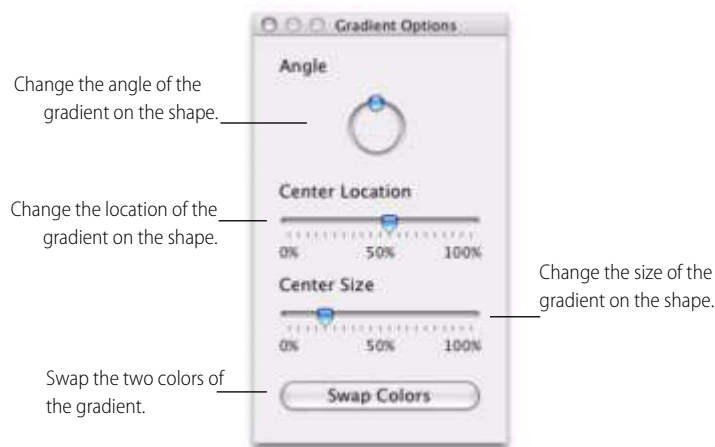 Gradient Options
Angle
Change the angle of the
gradient on the shape.
Center Location
Change the location of the
gradient on the shape.
0% 50% 100%
Center Size
Change the size of the
gradient on the shape.
0% 50% 100%
Swap the two colors of
the gradient.
Swap Colors